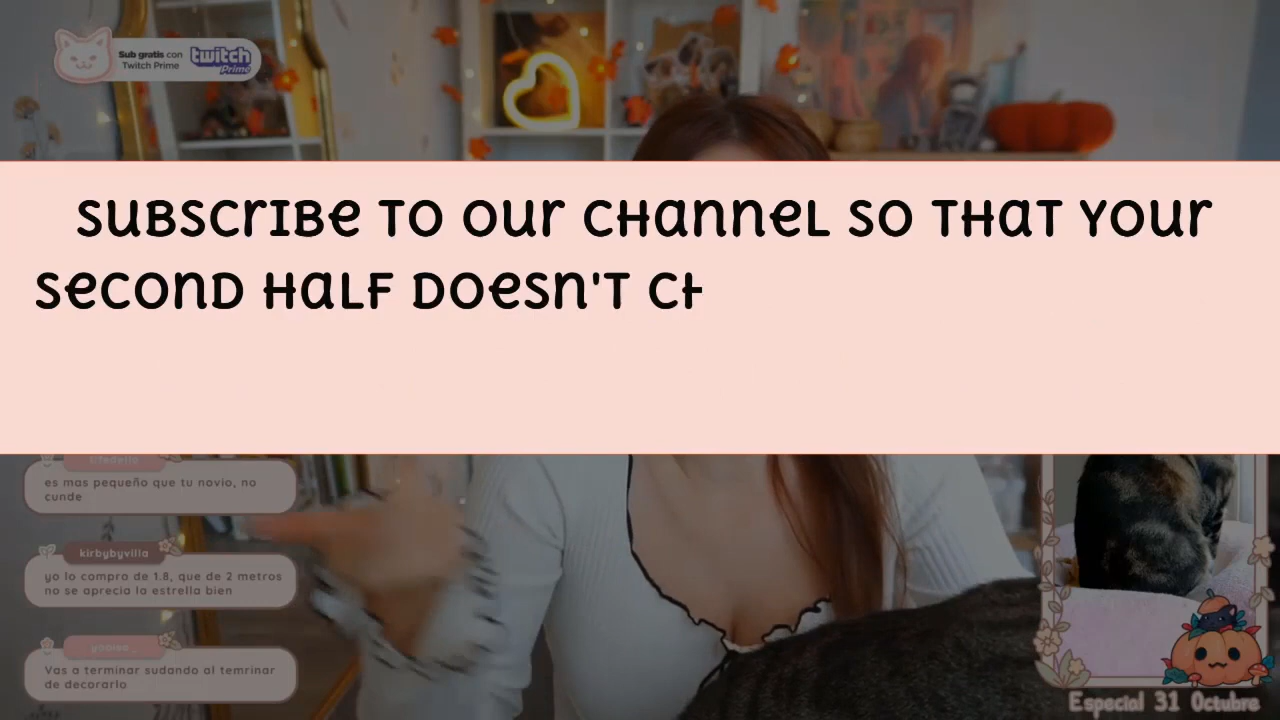 Sub gratis con
Twitch Prime
twitch
Prime
SUBSCRIBE TO OUR CHANNEL SO THAT YOUR
SECOND HALF DOESN'T CH
es mas pequeño que tu novio, no
cunde
kirbybyvilla
yo lo compro de 1.8, que de 2 metros
no se aprecia la estrella bien
Vas a terminar sudando al temrinar
de decorarlo
Especial 31 Octubre